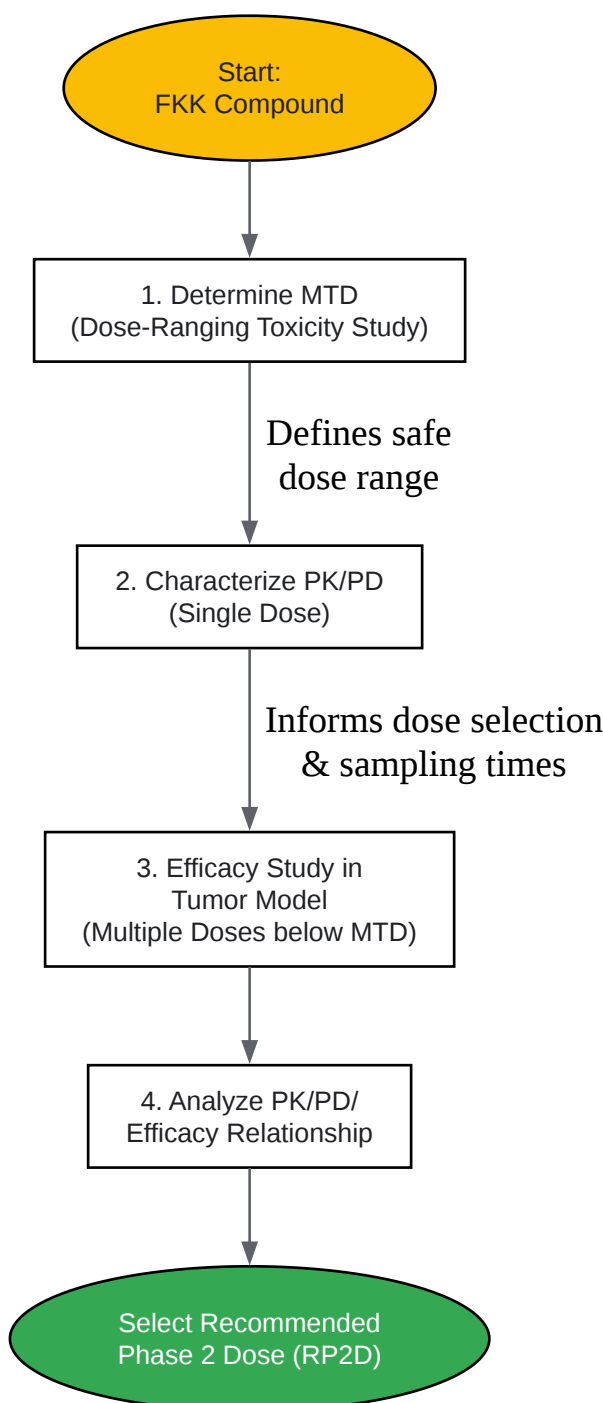 Start:
FKK Compound
1. Determine MTD
(Dose-Ranging Toxicity Study)
Defines safe
dose range
2. Characterize PK/PD
(Single Dose)
Informs dose selection
& sampling times
3. Efficacy Study in
Tumor Model
(Multiple Doses below MTD)
4. Analyze PK/PD/
Efficacy Relationship
Select Recommended
Phase 2 Dose (RP2D)